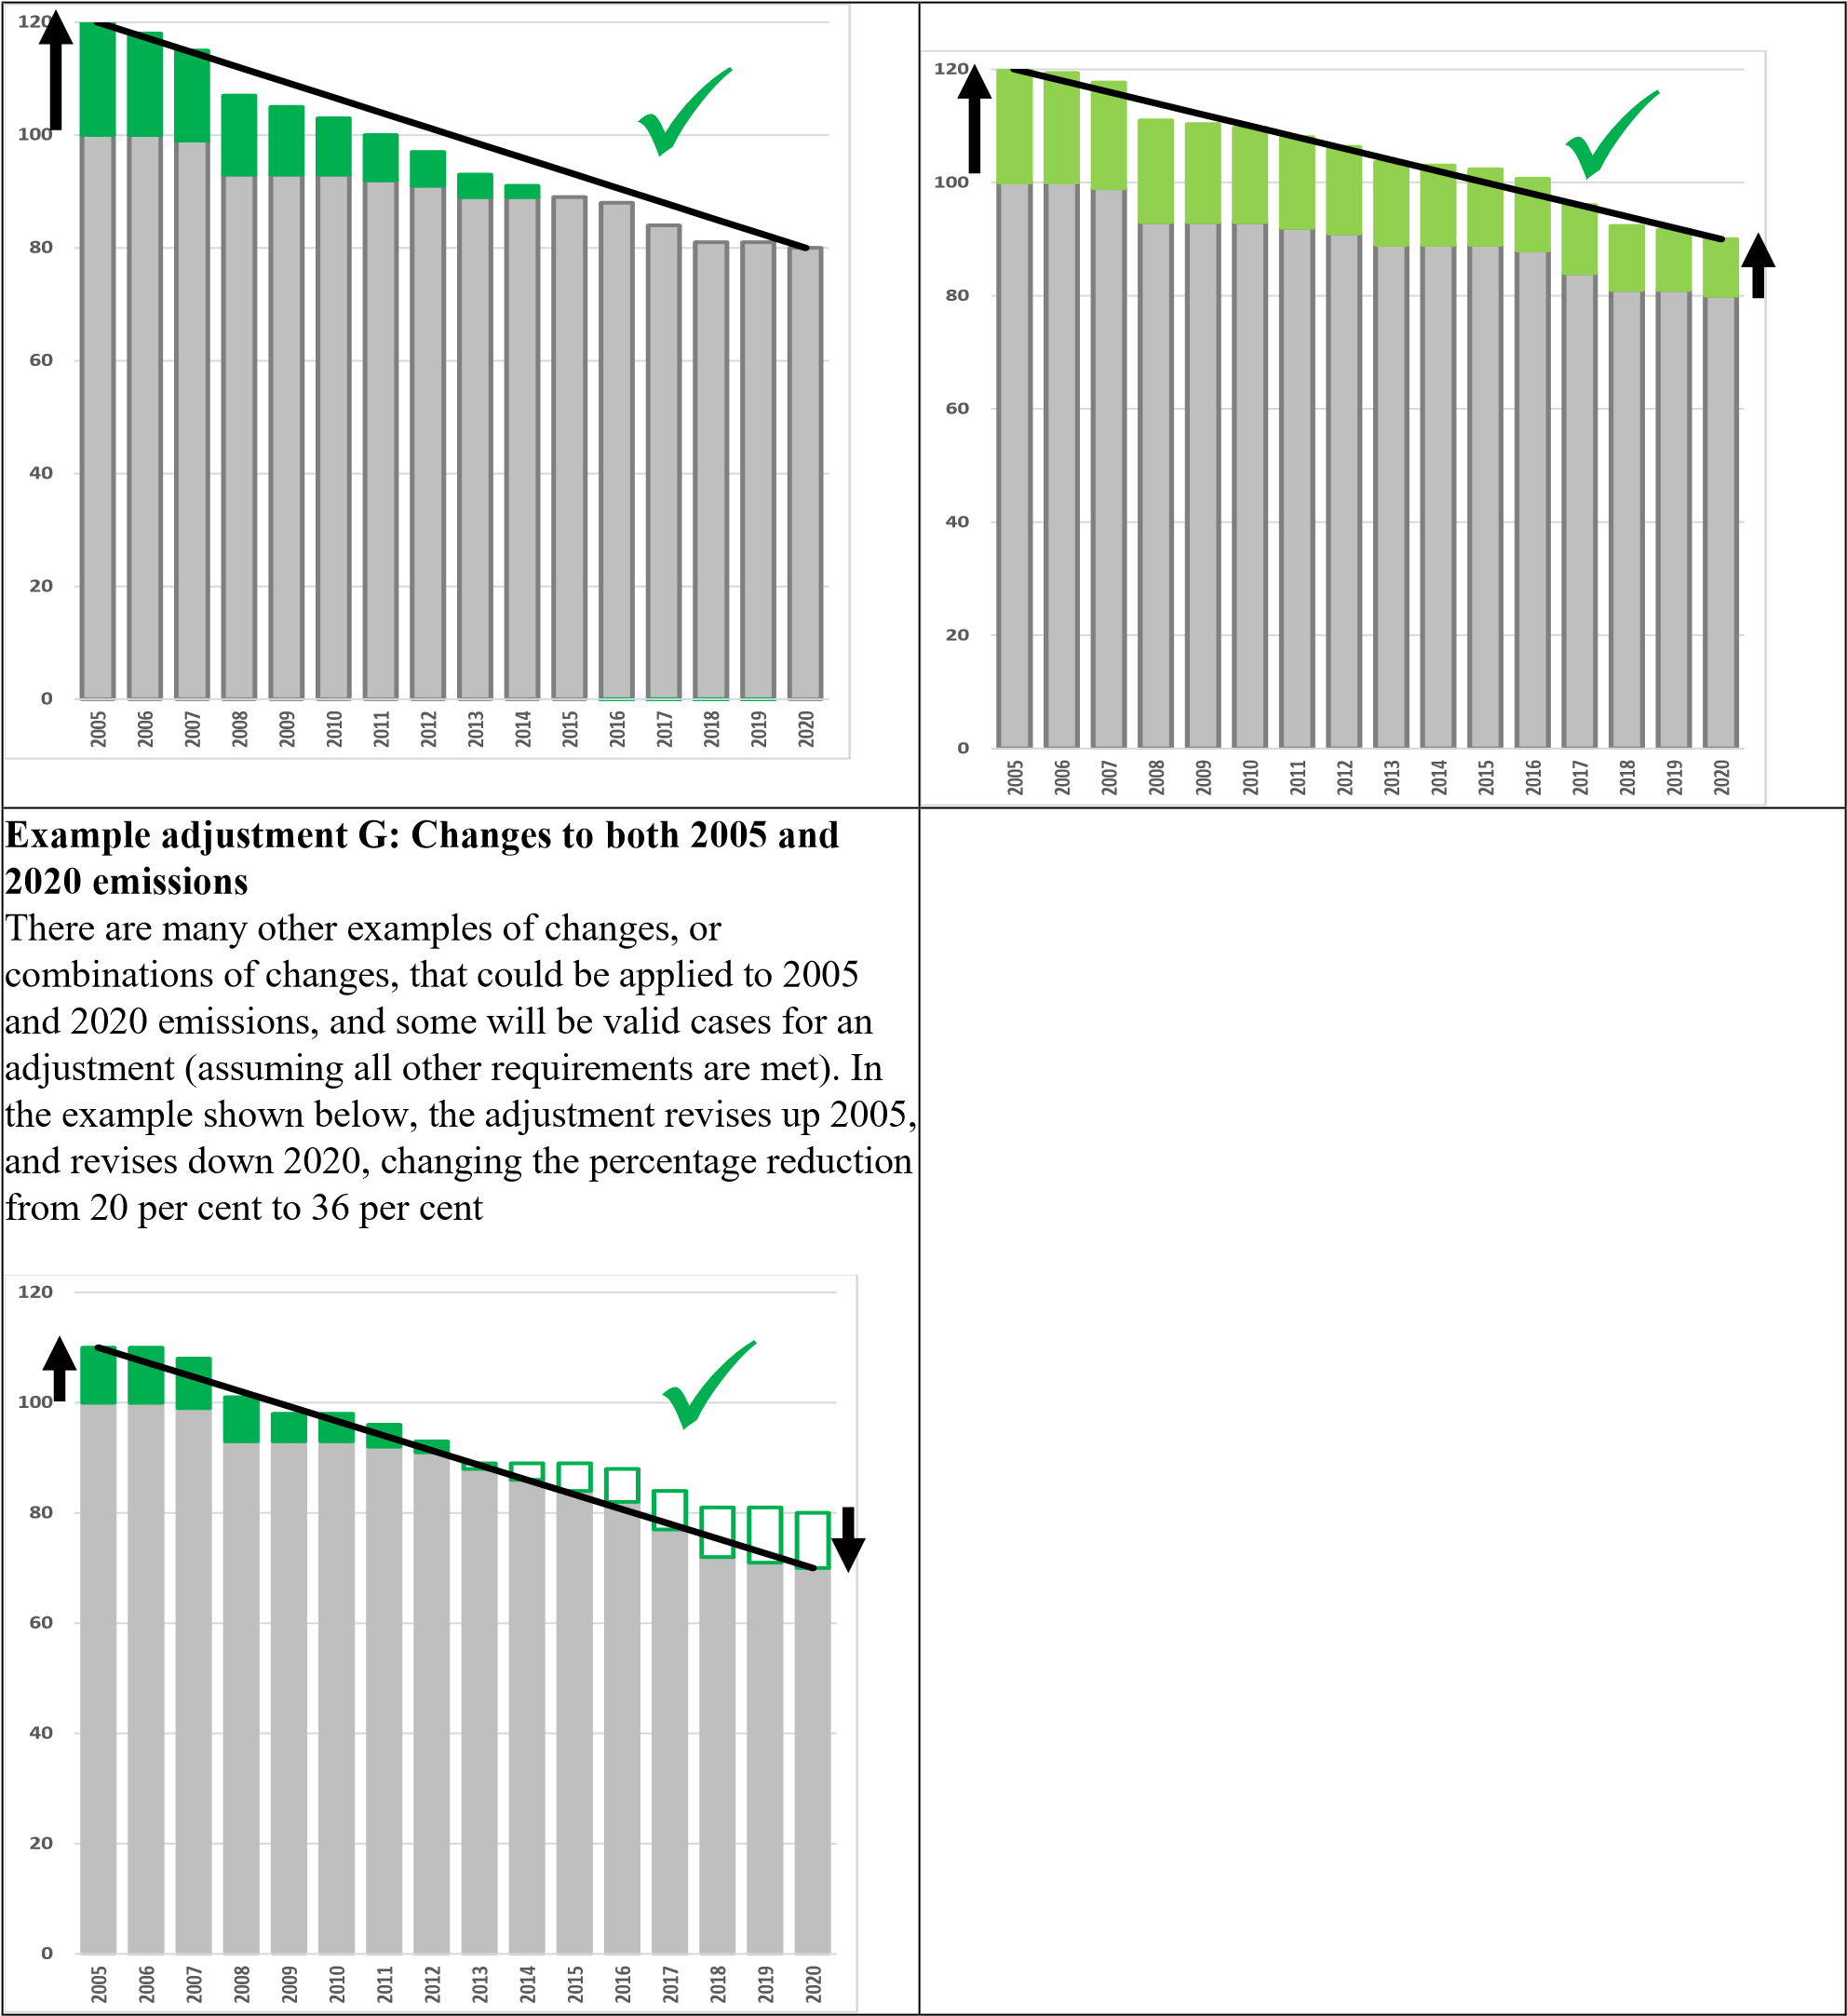 120
100
80
60
40
20
0
2005 2006 2007 2008 2009 2010 2011 2012 2013 2014 2015 2016 2017 2018 2019 2020
120
100
80
60
40
20
0
2005 2006 2007 2008 2009 2010 2011 2012 2013 2014 2015 2016 2017 2018 2019 2020
Example adjustment G: Changes to both 2005 and
2020 emissions
There are many other examples of changes, or
combinations of changes, that could be applied to 2005
and 2020 emissions, and some will be valid cases for an
adjustment (assuming all other requirements are met). In
the example shown below, the adjustment revises up 2005,
and revises down 2020, changing the percentage reduction
from 20 per cent to 36 per cent
120
100
80
60
40
20
0
2005 2006 2007 2008 2009 2010 2011 2012 2013 2014 2015 2016 2017 2018 2019 2020